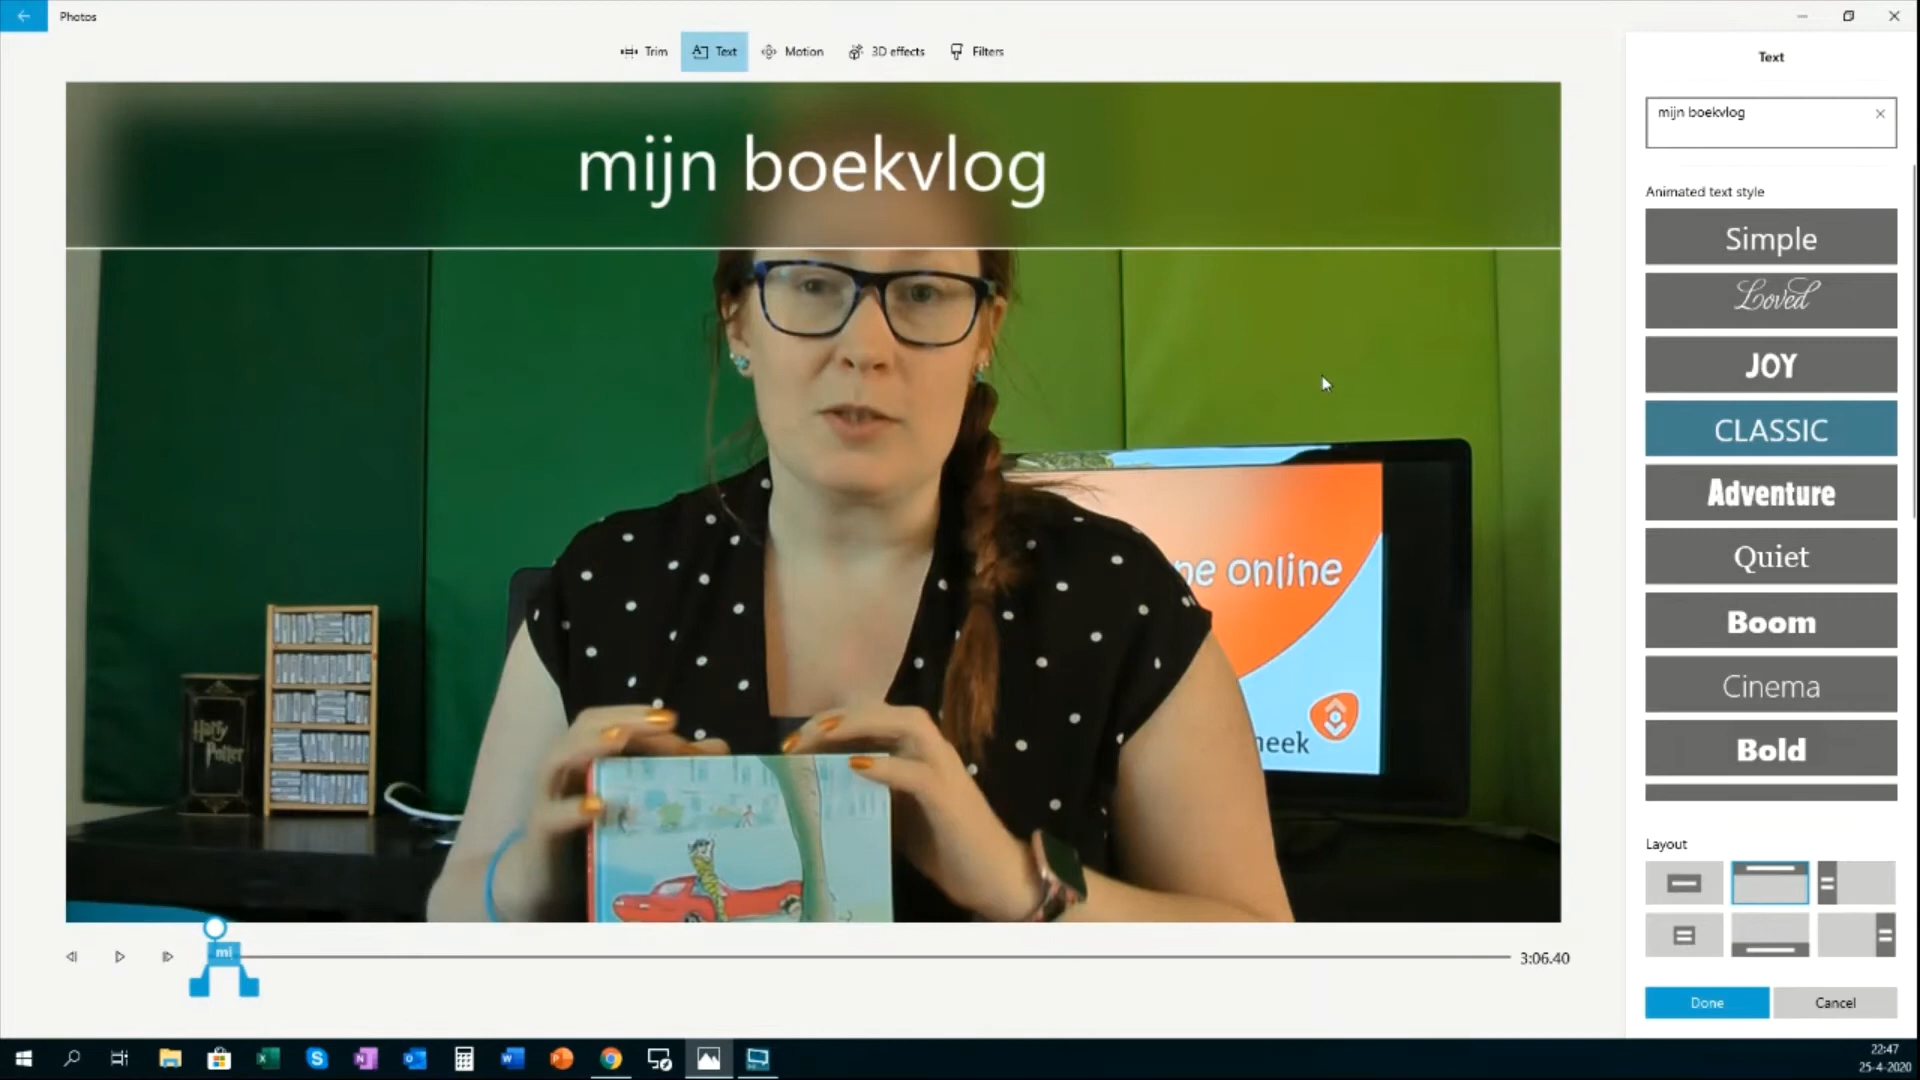 Photos
Trim
Text
Motion
3D effects
Filters
Text
mijn boekvlog
mijn boekvlog
Animated text style
Simple
Loved
JOY
CLASSIC
Adventure
Quiet
Boom
Cinema
Bold
ne online
Harry
Potter
heek
Layout
mi
3:06.40
Done
Cancel
22:47
25-4-2020